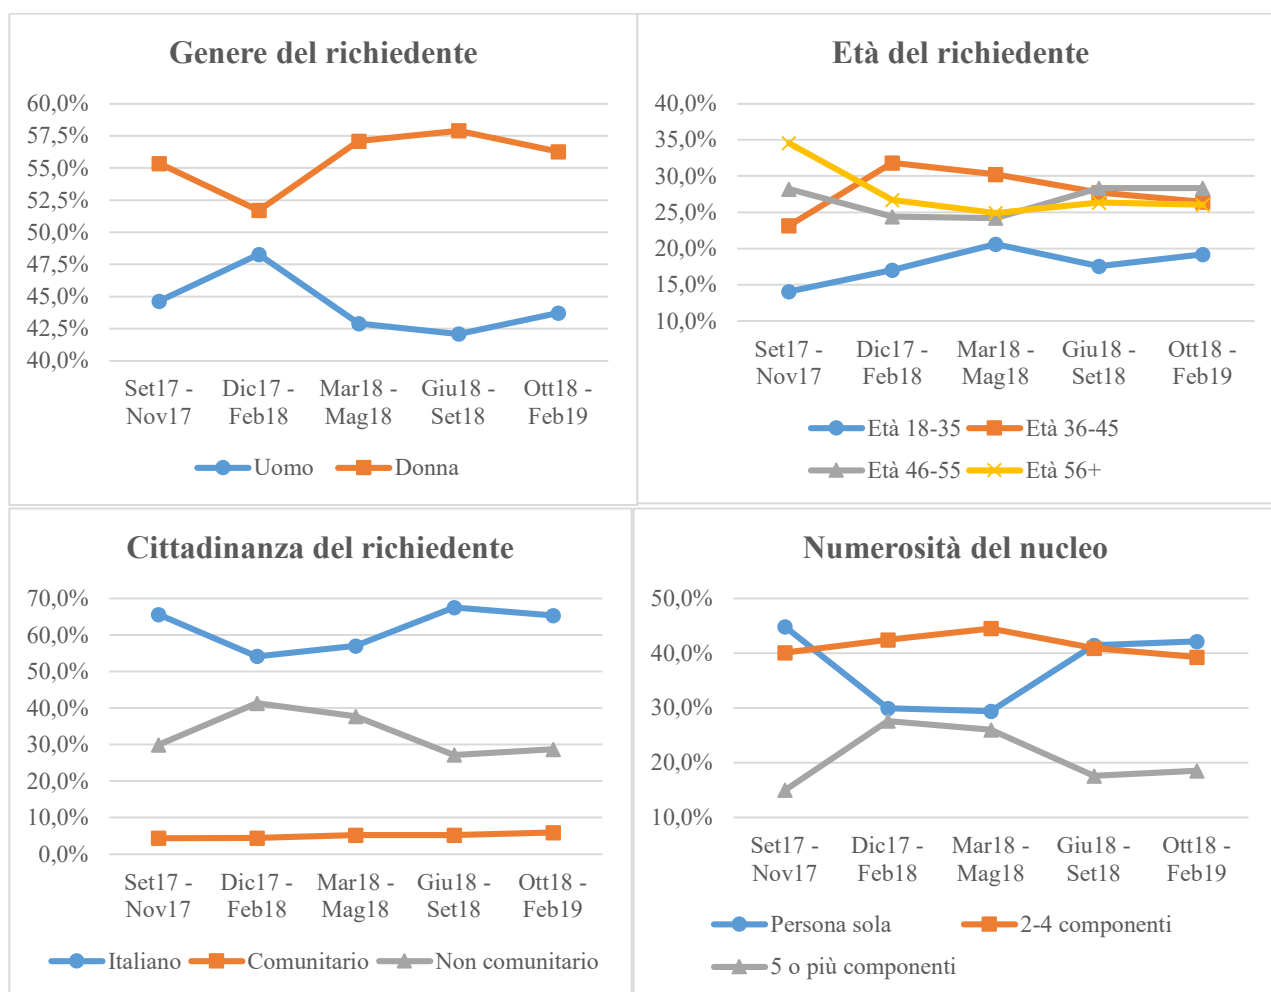 Genere del richiedente
60,0%
57,5%
55,0%
52,5%
50,0%
47,5%
45,0%
42,5%
40,0%
Set17 - Dic17 - Mar18 - Giu18 - Ott18 -
Nov17 Feb18 Mag18 Set18 Feb19
Uomo Donna
Età del richiedente
40,0%
35,0%
30,0%
25,0%
20,0%
15,0%
10,0%
Set17 - Dic17 - Mar18 - Giu18 - Ott18 -
Nov17 Feb18 Mag18 Set18 Feb19
Età 18-35 Età 36-45
Età 46-55 Età 56+
Cittadinanza del richiedente
70,0%
60,0%
50,0%
40,0%
30,0%
20,0%
10,0%
0,0%
Set17 - Dic17 - Mar18 - Giu18 - Ott18 -
Nov17 Feb18 Mag18 Set18 Feb19
Italiano Comunitario Non comunitario
Numerosità del nucleo
50,0%
40,0%
30,0%
20,0%
10,0%
Set17 - Dic17 - Mar18 - Giu18 - Ott18 -
Nov17 Feb18 Mag18 Set18 Feb19
Persona sola 2-4 componenti
5 o più componenti